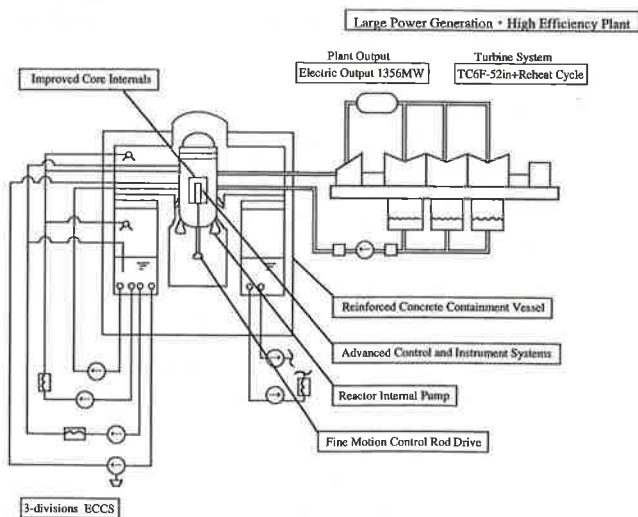 Large Power Generation • High Efficiency Plant
Plant Output
Electric Output 1356MW
Turbine System
TC6F-52in+Reheat Cycle
Improved Core Internals
Reinforced Concrete Containment Vessel
Advanced Control and Instrument Systems
Reactor Internal Pump
Fine Motion Control Rod Drive
3-divisions ECCS